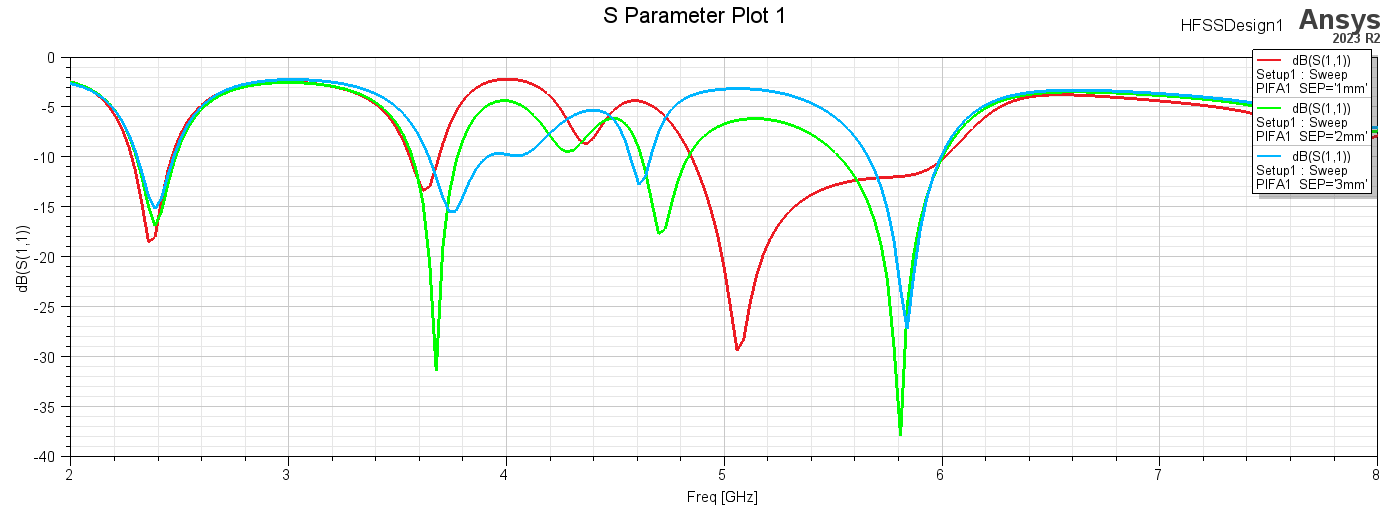 S Parameter Plot 1
HFSSDesign1
Ansys
2023 R2
dB(S(1,1))
Setup1 : Sweep
PIFA1_SEP='1mm'
dB(S(1,1))
Setup1 : Sweep
PIFA1_SEP='2mm'
dB(S(1,1))
Setup1 : Sweep
PIFA1_SEP='3mm'
dB(S(1,1))
0
-5
-10
-15
-20
-25
-30
-35
-40
2
3
4
5
6
7
8
Freq [GHz]